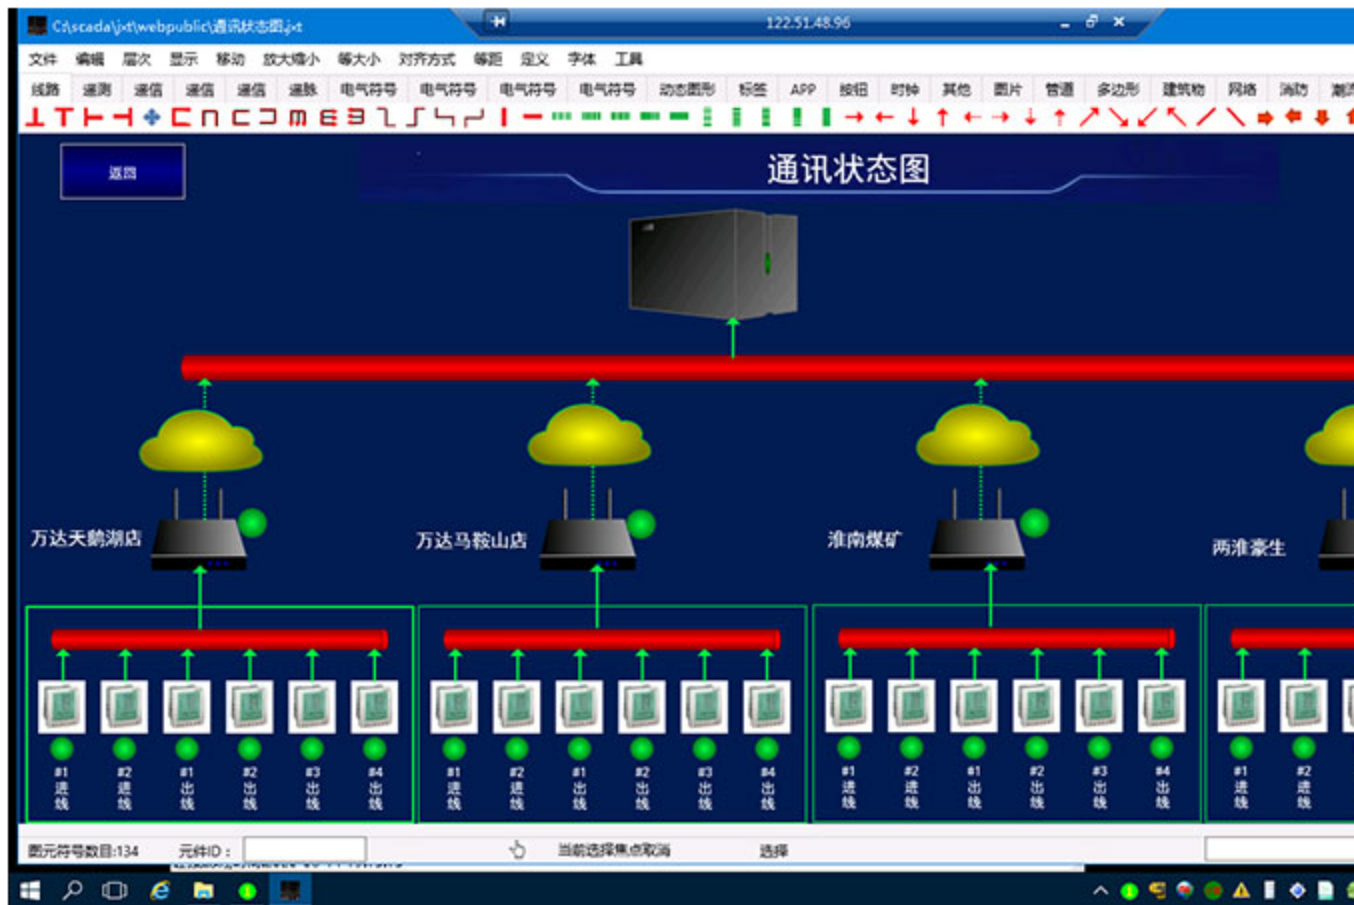 C:\scada\jxt\webpublic\通讯状态图.jxt
122.51.48.96
文件 编辑 层次 显示 移动 放大缩小 等大小 对齐方式 等距 定义 字体 工具
线路 遥测 遥信 遥信 遥信 遥脉 电气符号 电气符号 电气符号 电气符号 动态图形 标签 APP 按钮 时钟 其他 图片 管道 多边形 建筑物 网络 消防 潮流
返回
通讯状态图
万达天鹅湖店
万达马鞍山店
淮南煤矿
两淮豪生
#1进线 #2进线 #1出线 #2出线 #3出线 #4出线
#1进线 #2进线 #1出线 #2出线 #3出线 #4出线
#1进线 #2进线 #1出线 #2出线 #3出线 #4出线
#1进线 #2进线
图元符号数目:134 元件ID： 当前选择焦点取消 选择